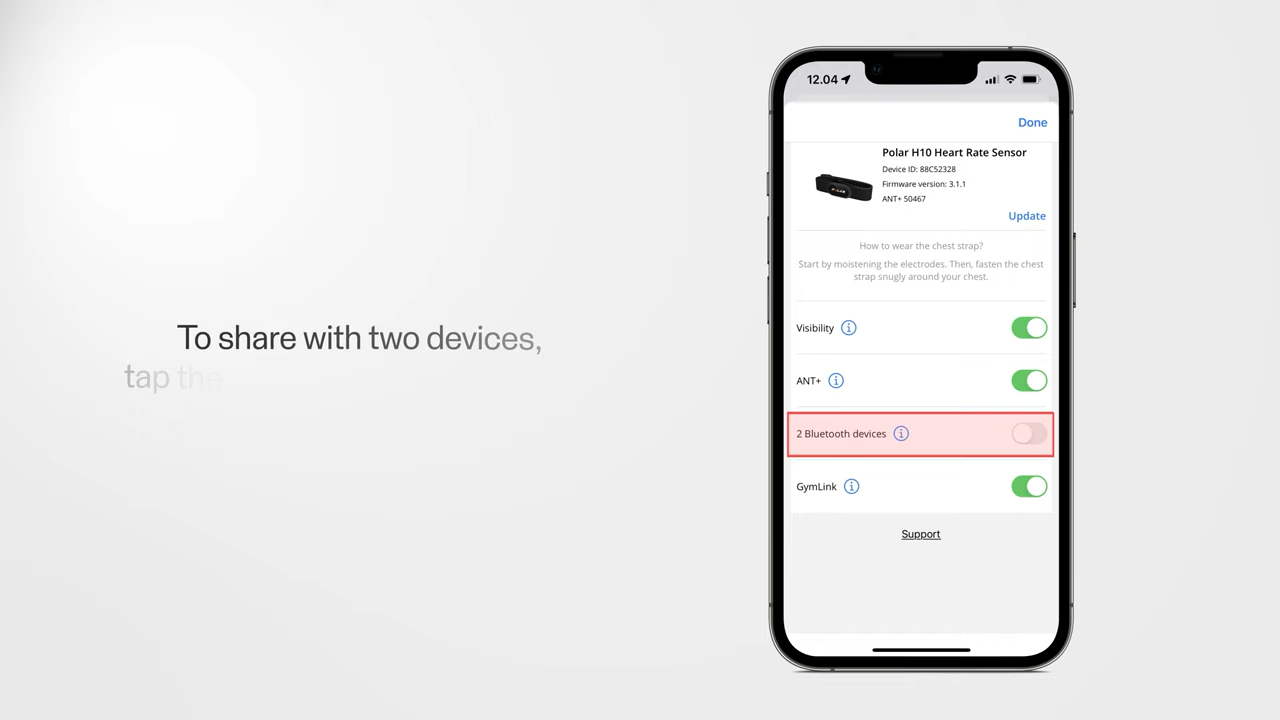 To share with two devices,
tap the
12.04
Done
Polar H10 Heart Rate Sensor
Device ID: 88C52328
Firmware version: 3.1.1
ANT+ 50467
Update
How to wear the chest strap?
Start by moistening the electrodes. Then, fasten the chest
strap snugly around your chest.
Visibility
ANT+
2 Bluetooth devices
GymLink
Support